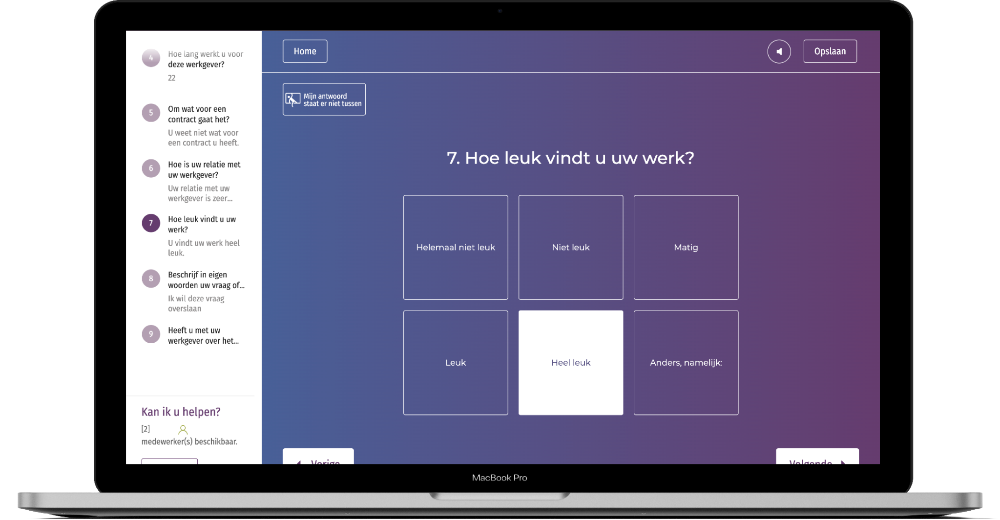 4
Hoe lang werkt u voor
deze werkgever?
22
5
Om wat voor een
contract gaat het?
U weet niet wat voor
een contract u heeft.
6
Hoe is uw relatie met
uw werkgever?
Uw relatie met uw
werkgever is zeer...
7
Hoe leuk vindt u uw
werk?
U vindt uw werk heel
leuk.
8
Beschrijf in eigen
woorden uw vraag of...
Ik wil deze vraag
overslaan
9
Heeft u met uw
werkgever over het...
Kan ik u helpen?
[2]
medewerker(s) beschikbaar.
Home
Opslaan
Mijn antwoord
staat er niet tussen
7. Hoe leuk vindt u uw werk?
Helemaal niet leuk
Niet leuk
Matig
Leuk
Heel leuk
Anders, namelijk:
Vorige
Volgende
MacBook Pro